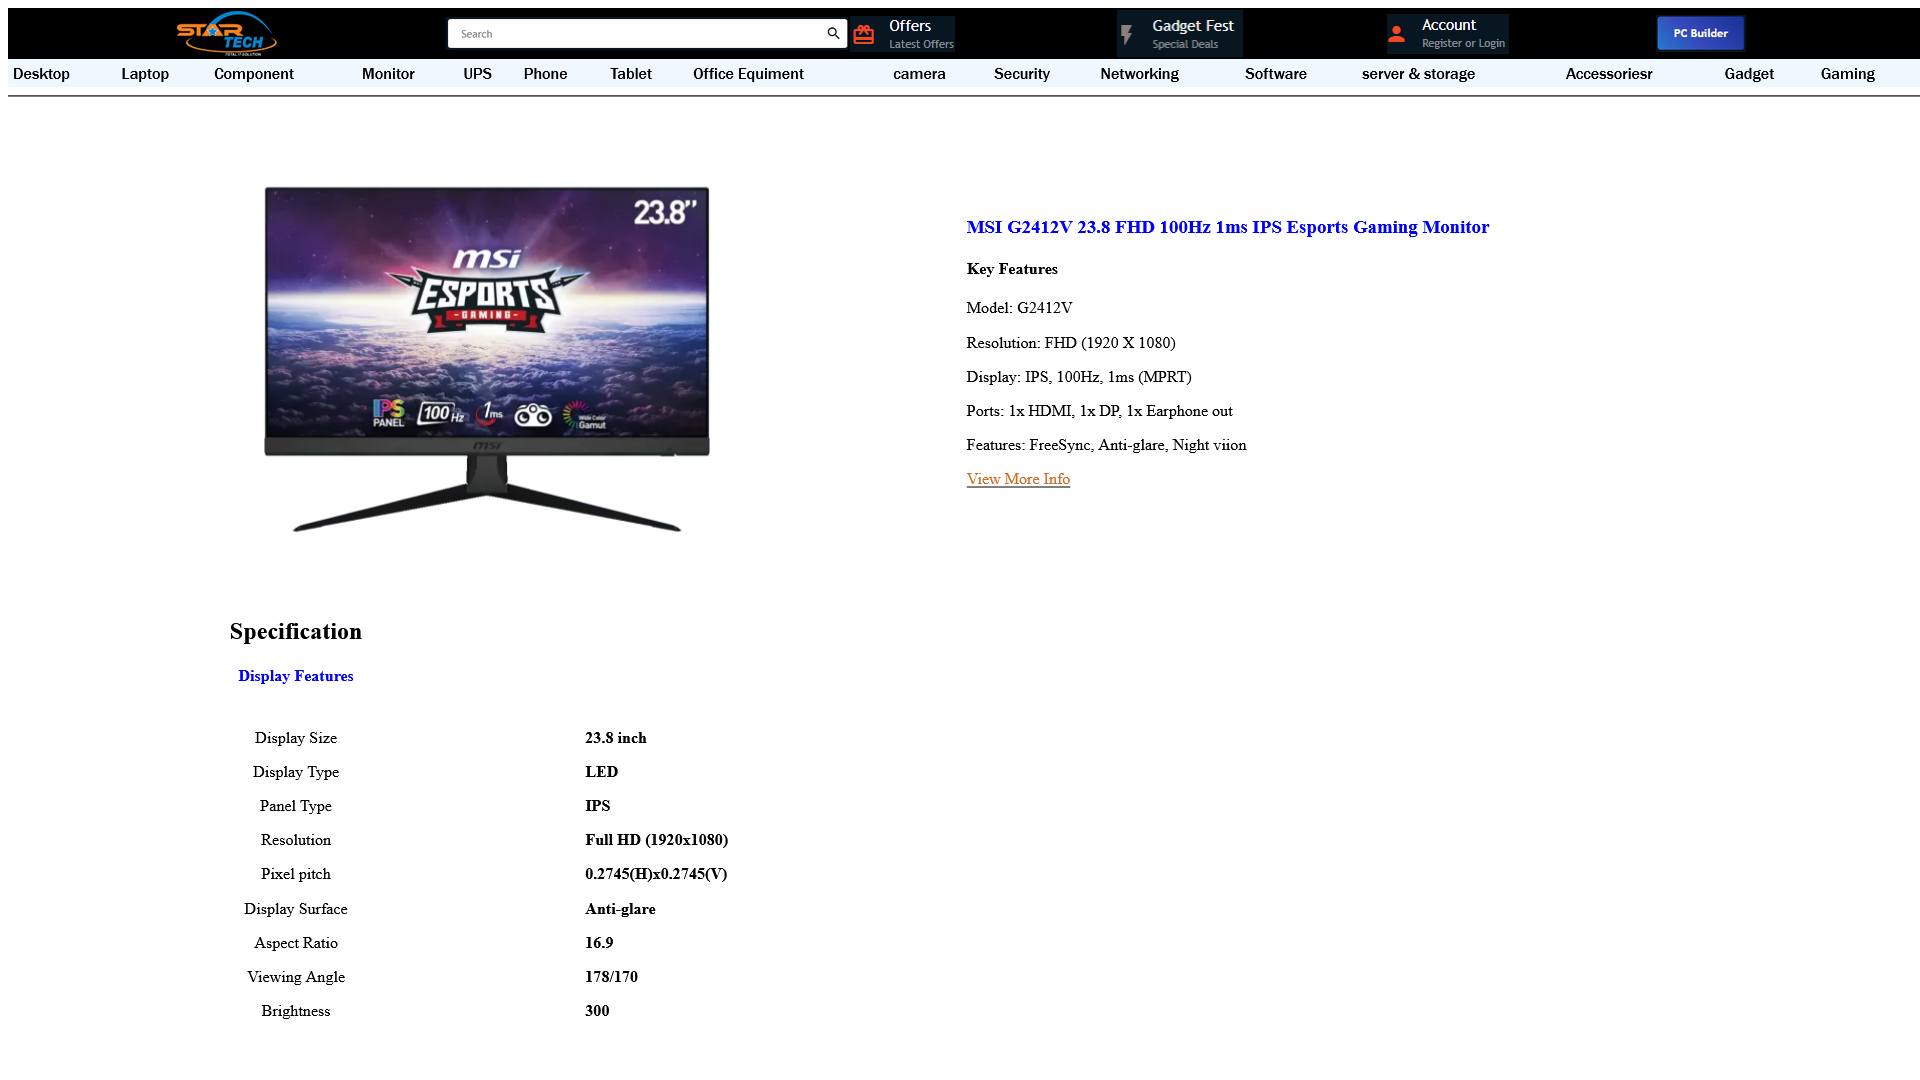 STAR TECH
TOTAL IT SOLUTION
Search
Offers
Latest Offers
Gadget Fest
Special Deals
Account
Register or Login
PC Builder
Desktop Laptop Component Monitor UPS Phone Tablet Office Equiment camera Security Networking Software server & storage Accessoriesr Gadget Gaming
23.8”
msi
ESPORTS
-GAMING-
IPS PANEL
100Hz
1ms
Wide Color Gamut
msi
MSI G2412V 23.8 FHD 100Hz 1ms IPS Esports Gaming Monitor
Key Features
Model: G2412V
Resolution: FHD (1920 X 1080)
Display: IPS, 100Hz, 1ms (MPRT)
Ports: 1x HDMI, 1x DP, 1x Earphone out
Features: FreeSync, Anti-glare, Night viion
View More Info
Specification
Display Features
Display Size 23.8 inch
Display Type LED
Panel Type IPS
Resolution Full HD (1920x1080)
Pixel pitch 0.2745(H)x0.2745(V)
Display Surface Anti-glare
Aspect Ratio 16.9
Viewing Angle 178/170
Brightness 300